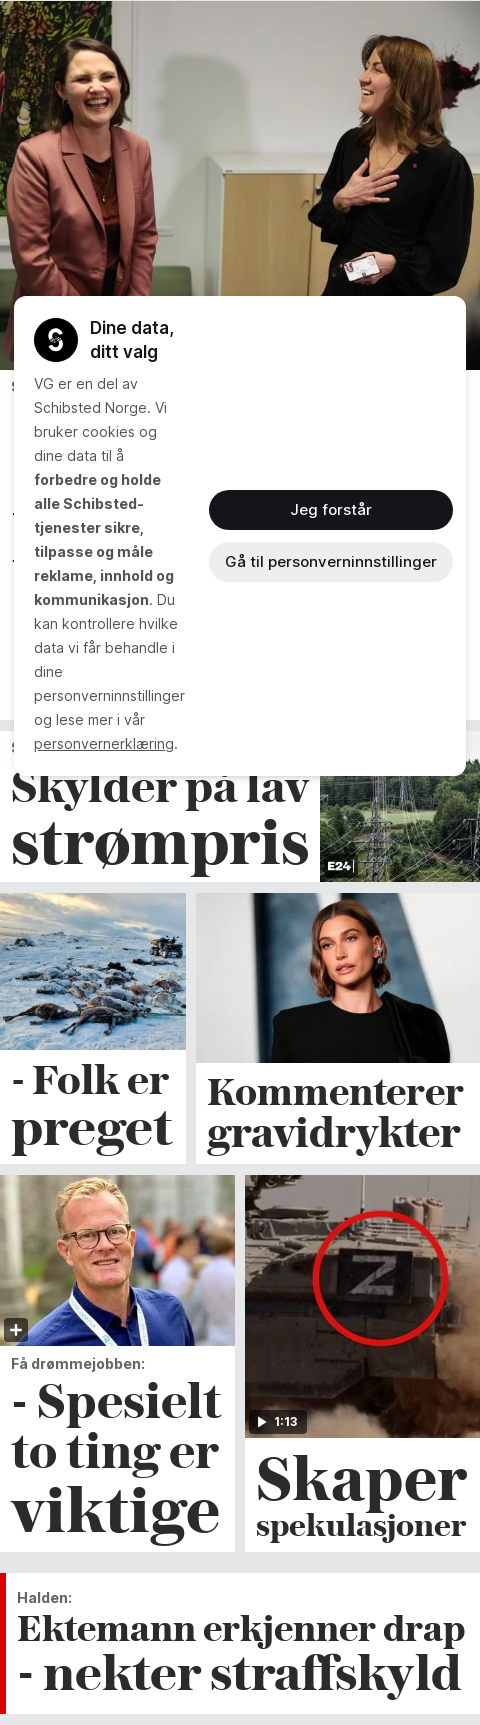 Dine data,
ditt valg
VG er en del av
Schibsted Norge. Vi
bruker cookies og
dine data til å
forbedre og holde
alle Schibsted-
tjenester sikre,
tilpasse og måle
reklame, innhold og
kommunikasjon. Du
kan kontrollere hvilke
data vi får behandle i
dine
personverninnstillinger
og lese mer i vår
personvernerklæring.
Jeg forstår
Gå til personverninnstillinger
Skylder på lav
strømpris
E24
- Folk er
preget
Kommenterer
gravidrykter
Få drømmejobben:
- Spesielt
to ting er
viktige
Z
1:13
Skaper
spekulasjoner
Halden:
Ektemann erkjenner drap
- nekter straffskyld